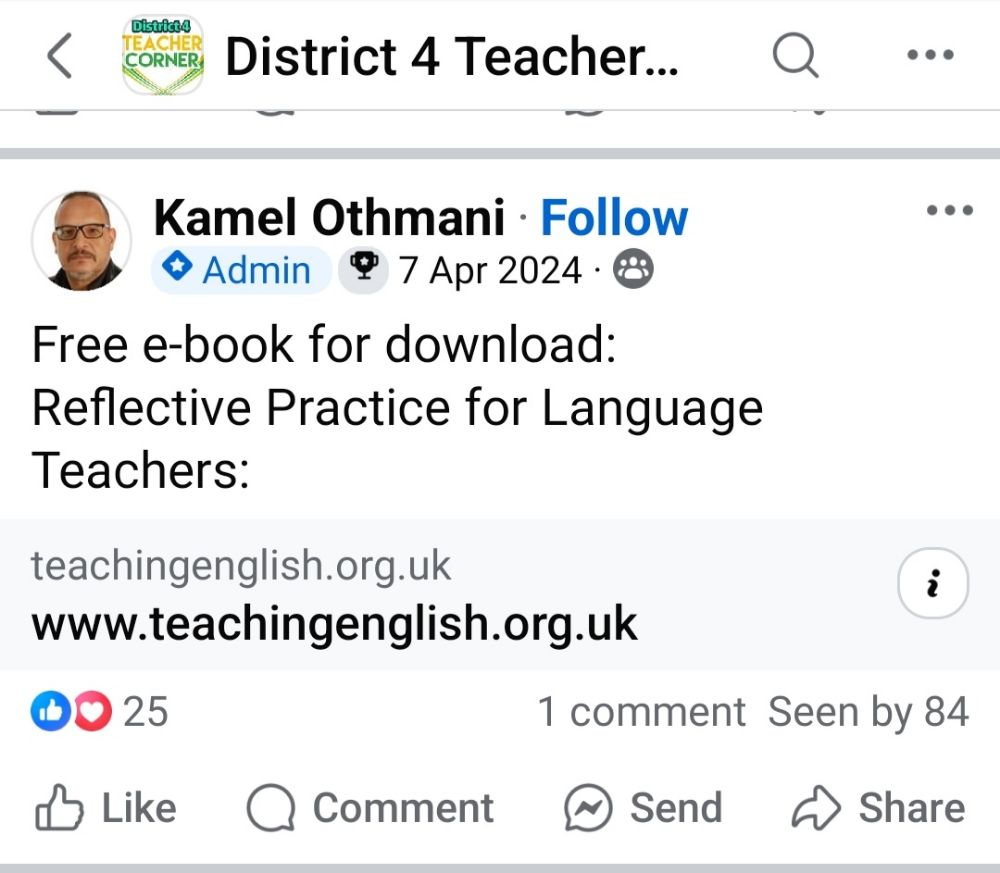 District 4
TEACHER
CORNER
District 4 Teacher...
Kamel Othmani · Follow
Admin 7 Apr 2024 ·
Free e-book for download:
Reflective Practice for Language
Teachers:
teachingenglish.org.uk
www.teachingenglish.org.uk
25 1 comment Seen by 84
Like Comment Send Share